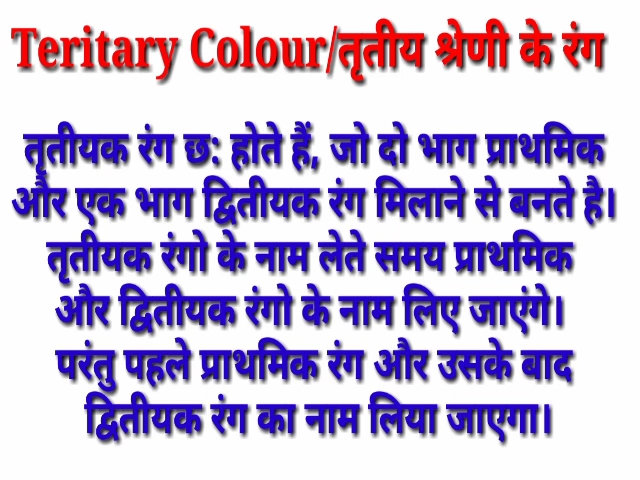 Teritary Colour/तृतीय श्रेणी के रंग
तृतीयक रंग छ: होते हैं, जो दो भाग प्राथमिक
और एक भाग द्वितीयक रंग मिलाने से बनते है।
तृतीयक रंगो के नाम लेते समय प्राथमिक
और द्वितीयक रंगो के नाम लिए जाएंगे।
परंतु पहले प्राथमिक रंग और उसके बाद
द्वितीयक रंग का नाम लिया जाएगा।